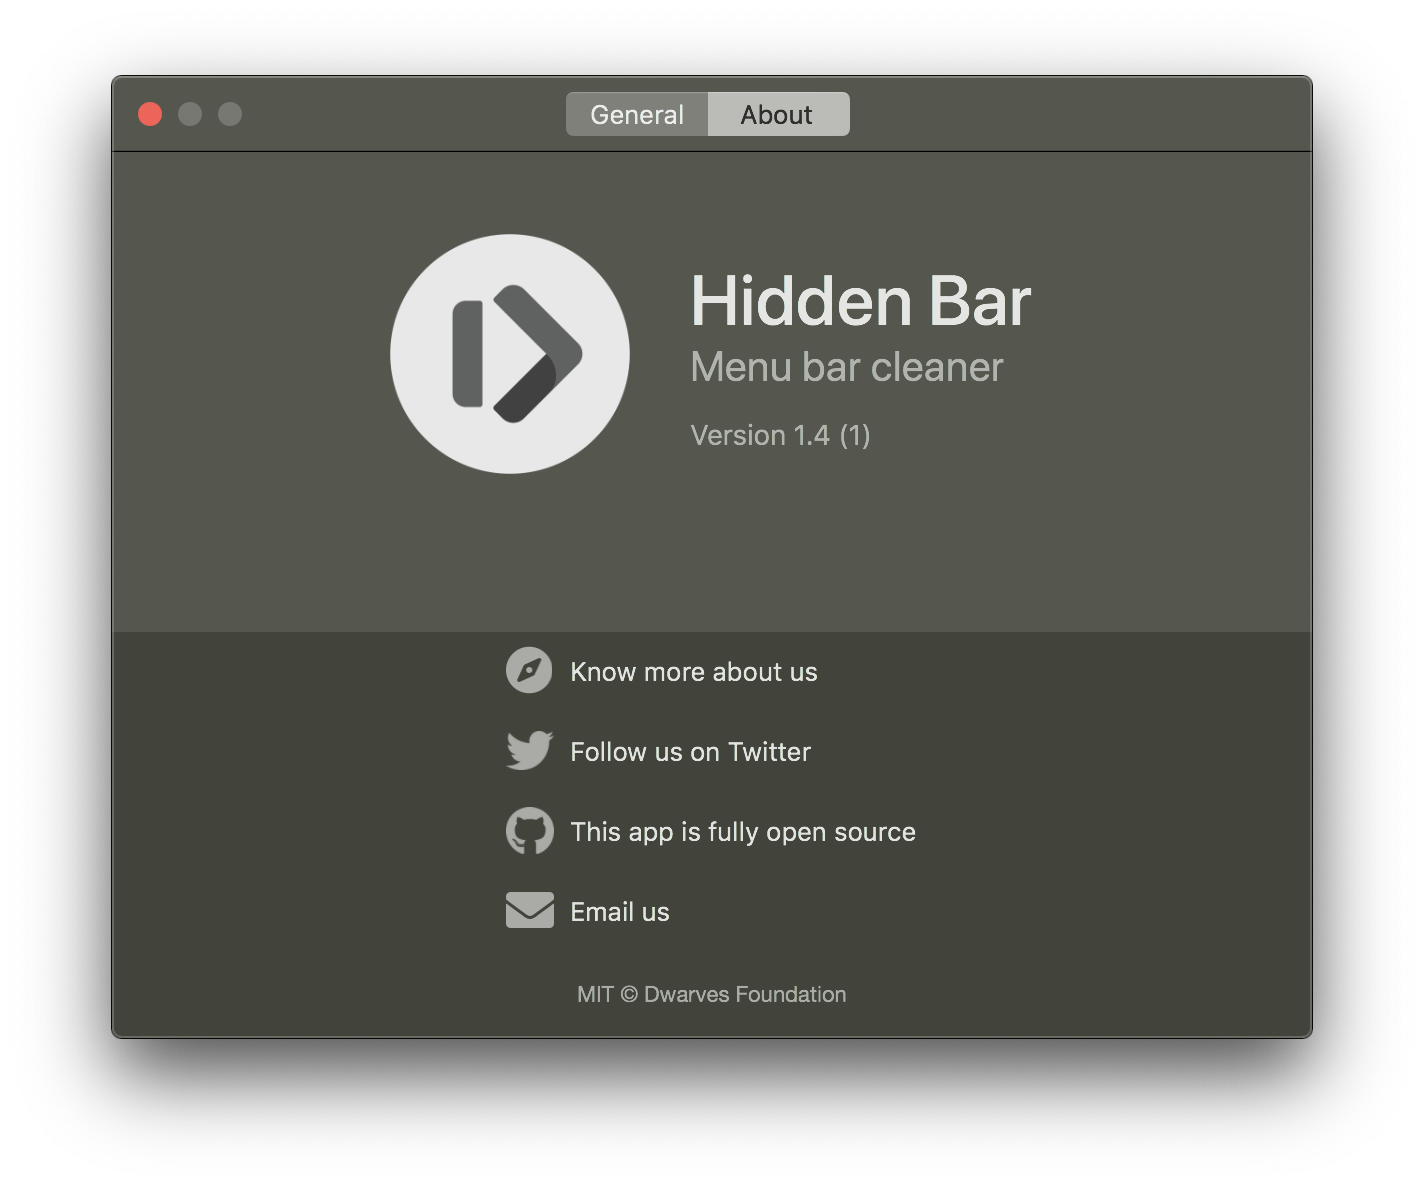 General About
Hidden Bar
Menu bar cleaner
Version 1.4 (1)
Know more about us
Follow us on Twitter
This app is fully open source
Email us
MIT © Dwarves Foundation